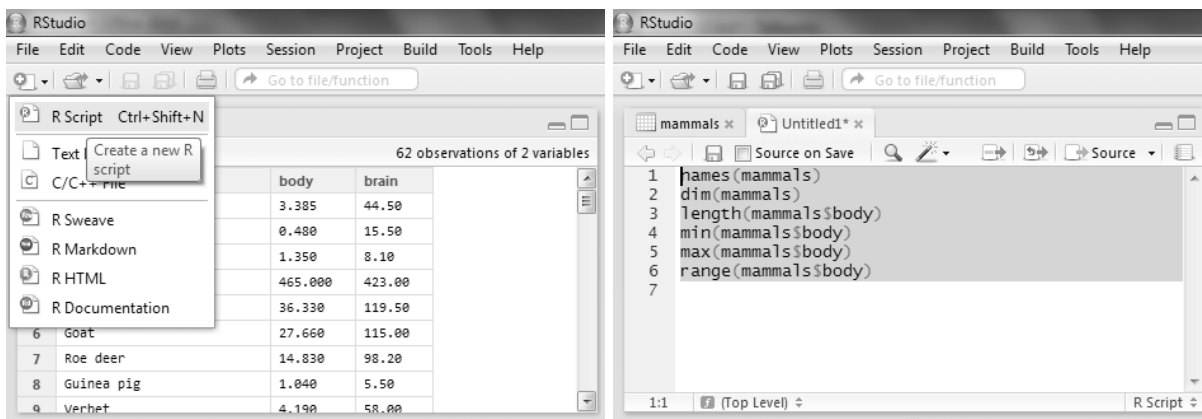 RStudio
File Edit Code View Plots Session Project Build Tools Help
Go to file/function
R Script Ctrl+Shift+N
Text
Create a new R
script
C/C++ File
R Sweave
R Markdown
R HTML
R Documentation
62 observations of 2 variables
body brain
3.385 44.50
0.480 15.50
1.350 8.10
465.000 423.00
36.330 119.50
6 Goat 27.660 115.00
7 Roe deer 14.830 98.20
8 Guinea pig 1.040 5.50
9 Verbet 4.190 58.00
RStudio
File Edit Code View Plots Session Project Build Tools Help
Go to file/function
mammals Untitled1*
Source on Save Source
1 names(mammals)
2 dim(mammals)
3 length(mammals$body)
4 min(mammals$body)
5 max(mammals$body)
6 range(mammals$body)
7
1:1 (Top Level) R Script